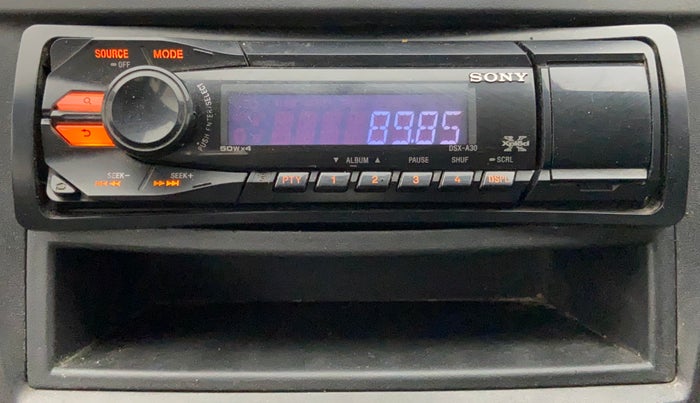 SOURCE MODE
OFF
SONY
PUSH ENTER/SELECT
89.85
50W×4
DSX-A30
Xplōd
▼ ALBUM ▲ PAUSE SHUF SCRL
SEEK− SEEK+
PTY 1 2 3 4 DSPL